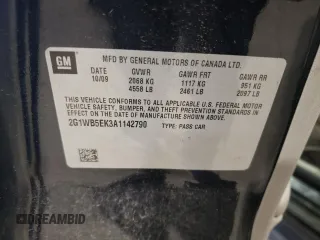 GM
MFD BY GENERAL MOTORS OF CANADA LTD.
DATE GVWR GAWR FRT GAWR RR
10/09 2068 KG 1117 KG 951 KG
4558 LB 2461 LB 2097 LB
THIS VEHICLE CONFORMS TO ALL APPLICABLE U.S. FEDERAL MOTOR
VEHICLE SAFETY, BUMPER, AND THEFT PREVENTION STANDARDS
IN EFFECT ON THE DATE OF MANUFACTURE SHOWN ABOVE.
2G1WB5EK3A1142790 TYPE: PASS CAR
© DREAMBID
STAT.VIN